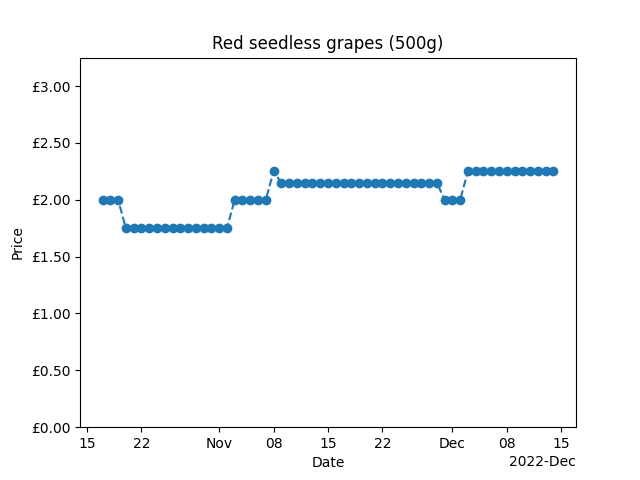 Red seedless grapes (500g)
£3.00
£2.50
£2.00
£1.50
£1.00
£0.50
£0.00
Price
15 22 Nov 08 15 22 Dec 08 15
Date
2022-Dec